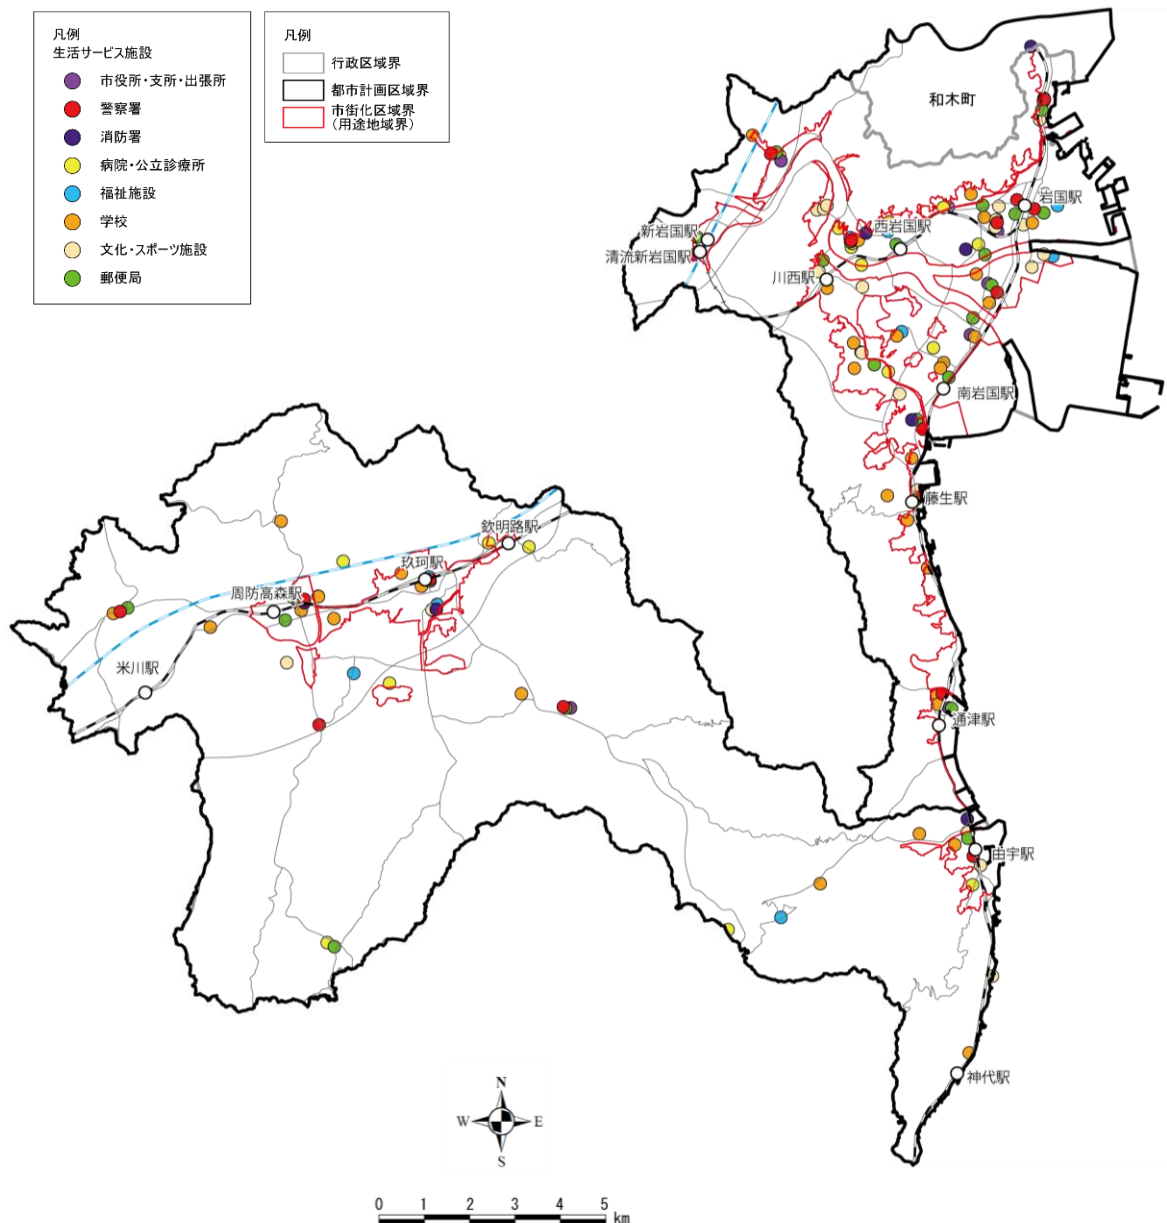 凡例
生活サービス施設
市役所・支所・出張所
警察署
消防署
病院・公立診療所
福祉施設
学校
文化・スポーツ施設
郵便局
凡例
行政区域界
都市計画区域界
市街化区域界
（用途地域界）
和木町
岩国駅
西岩国駅
新岩国駅
清流新岩国駅
川西駅
南岩国駅
藤生駅
欽明路駅
玖珂駅
周防高森駅
米川駅
通津駅
由宇駅
神代駅
N
W
E
S
0 1 2 3 4 5
km